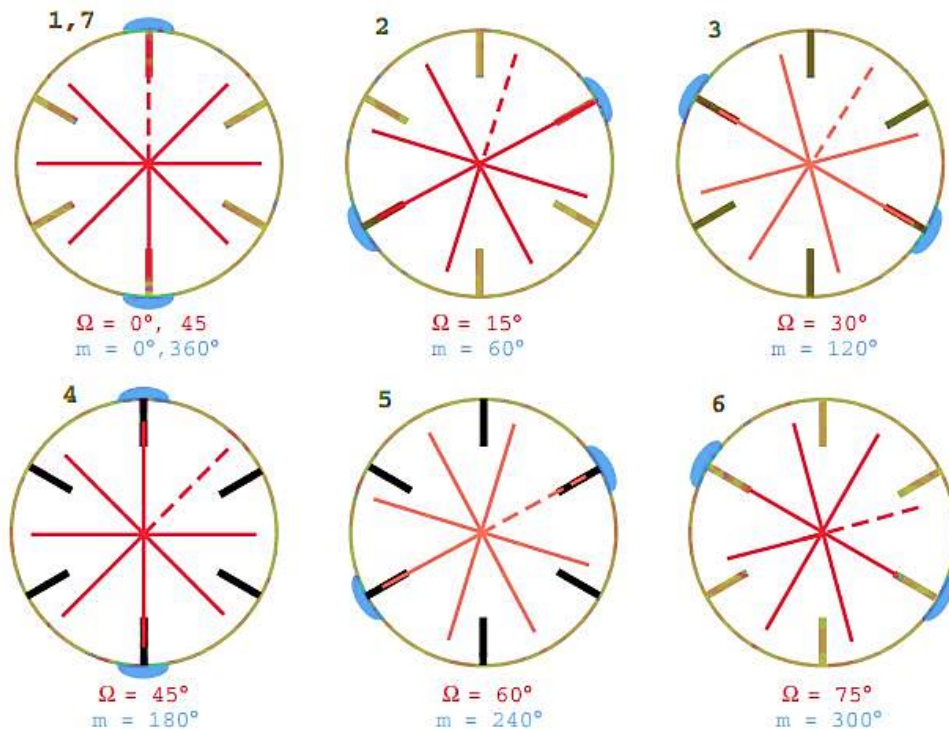 1,7
2
3
Ω = 0°, 45
m = 0°,360°
Ω = 15°
m = 60°
Ω = 30°
m = 120°
4
5
6
Ω = 45°
m = 180°
Ω = 60°
m = 240°
Ω = 75°
m = 300°